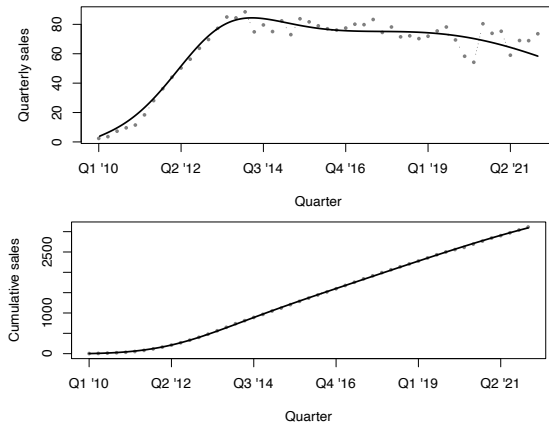 Quarterly sales
0 20 40 60 80
Q1 '10 Q2 '12 Q3 '14 Q4 '16 Q1 '19 Q2 '21
Quarter
Cumulative sales
0 1000 2500
Q1 '10 Q2 '12 Q3 '14 Q4 '16 Q1 '19 Q2 '21
Quarter